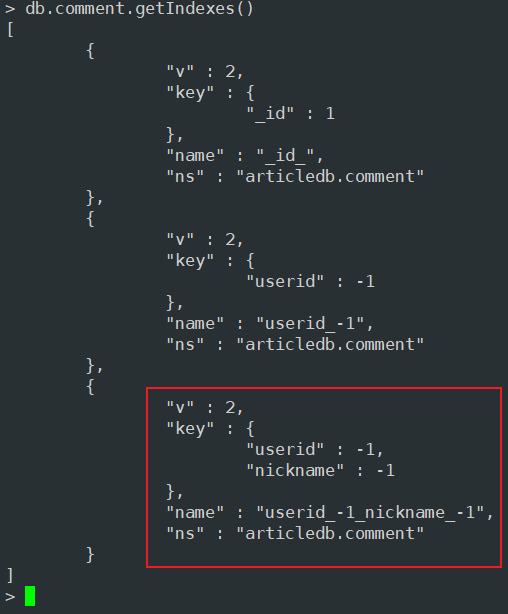 > db.comment.getIndexes()
[
        {
                "v" : 2,
                "key" : {
                        "_id" : 1
                },
                "name" : "_id_",
                "ns" : "articledb.comment"
        },
        {
                "v" : 2,
                "key" : {
                        "userid" : -1
                },
                "name" : "userid_-1",
                "ns" : "articledb.comment"
        },
        {
                "v" : 2,
                "key" : {
                        "userid" : -1,
                        "nickname" : -1
                },
                "name" : "userid_-1_nickname_-1",
                "ns" : "articledb.comment"
        }
]
>